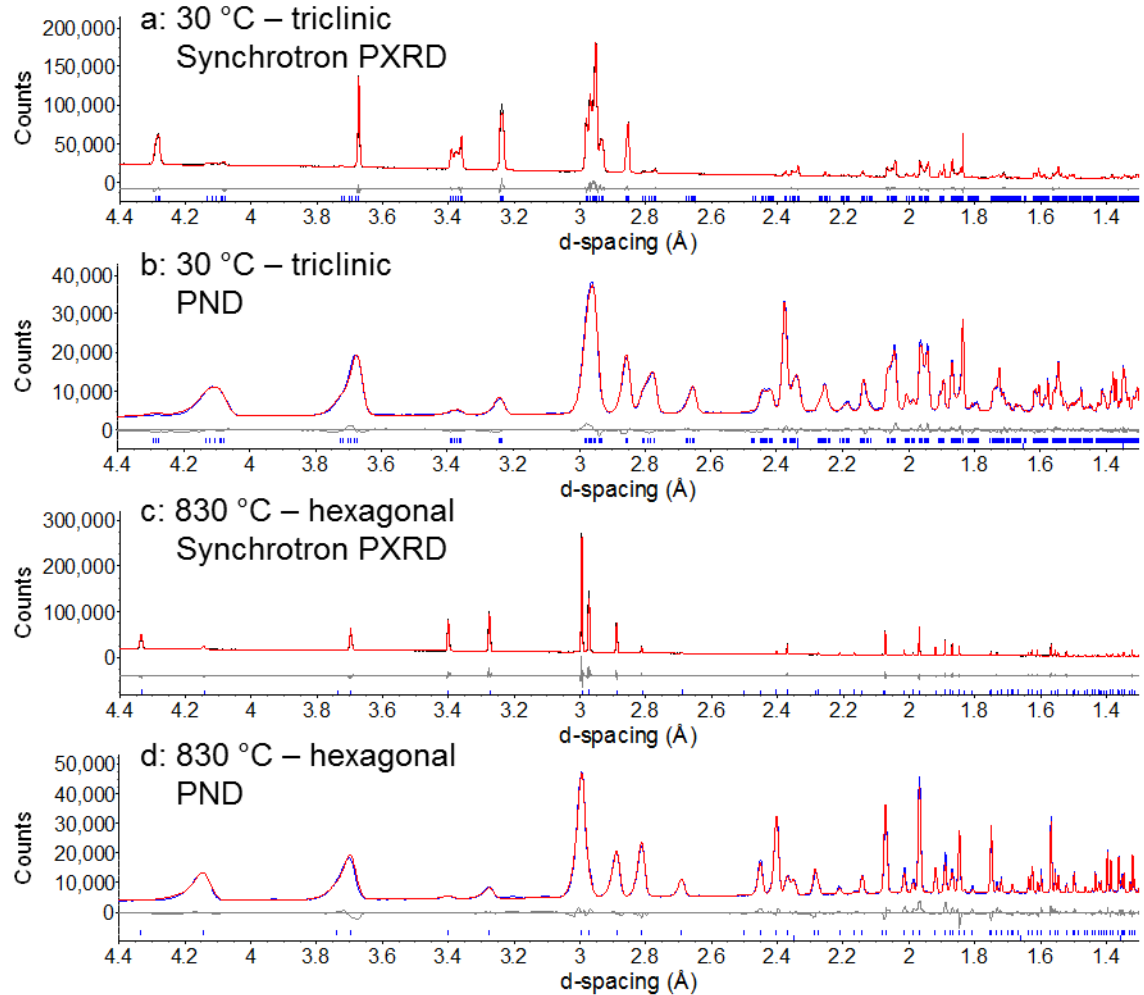 a: 30 °C – triclinic
Synchrotron PXRD
Counts
200,000
150,000
100,000
50,000
0
4.4 4.2 4 3.8 3.6 3.4 3.2 3 2.8 2.6 2.4 2.2 2 1.8 1.6 1.4
d-spacing (Å)
b: 30 °C – triclinic
PND
Counts
40,000
30,000
20,000
10,000
0
4.4 4.2 4 3.8 3.6 3.4 3.2 3 2.8 2.6 2.4 2.2 2 1.8 1.6 1.4
d-spacing (Å)
c: 830 °C – hexagonal
Synchrotron PXRD
Counts
300,000
200,000
100,000
0
4.4 4.2 4 3.8 3.6 3.4 3.2 3 2.8 2.6 2.4 2.2 2 1.8 1.6 1.4
d-spacing (Å)
d: 830 °C – hexagonal
PND
Counts
50,000
40,000
30,000
20,000
10,000
0
4.4 4.2 4 3.8 3.6 3.4 3.2 3 2.8 2.6 2.4 2.2 2 1.8 1.6 1.4
d-spacing (Å)